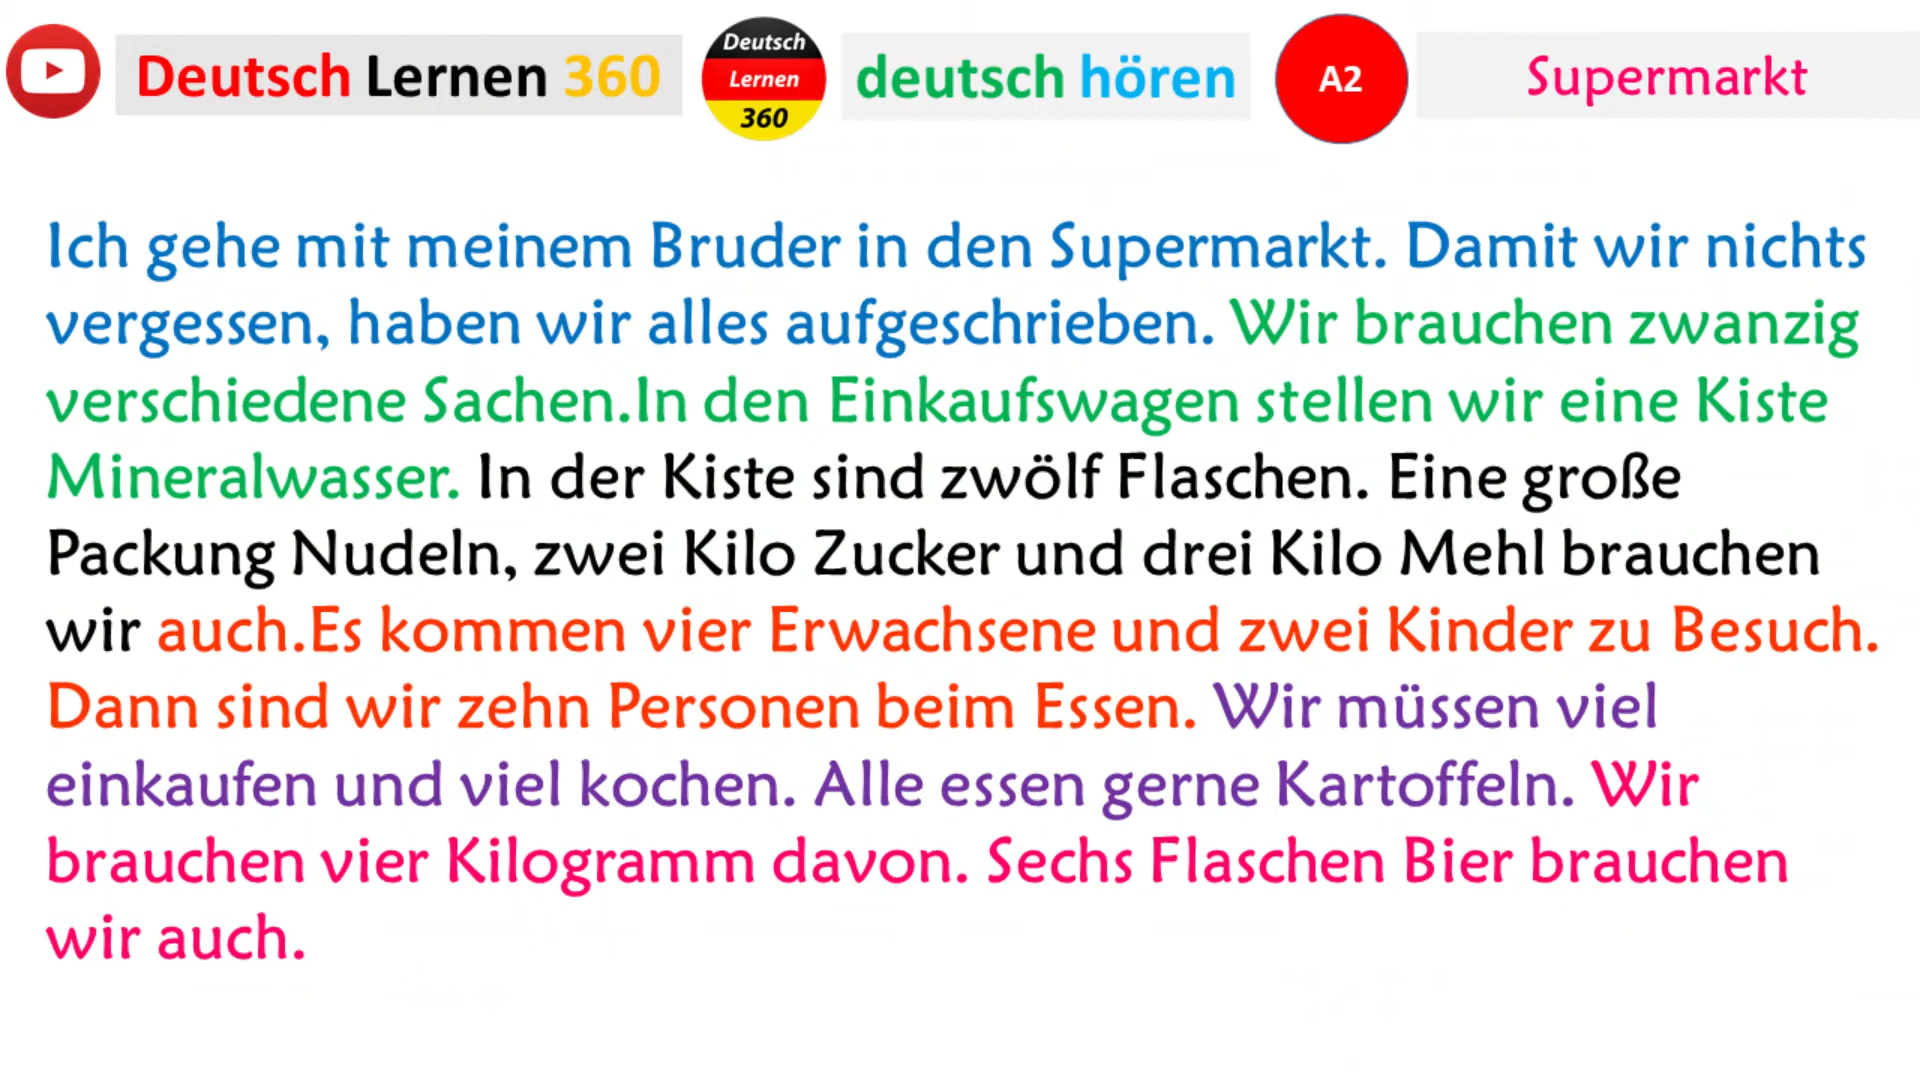 Deutsch Lernen 360
Deutsch
Lernen
360
deutsch hören
A2
Supermarkt
Ich gehe mit meinem Bruder in den Supermarkt. Damit wir nichts
vergessen, haben wir alles aufgeschrieben. Wir brauchen zwanzig
verschiedene Sachen.In den Einkaufswagen stellen wir eine Kiste
Mineralwasser. In der Kiste sind zwölf Flaschen. Eine große
Packung Nudeln, zwei Kilo Zucker und drei Kilo Mehl brauchen
wir auch.Es kommen vier Erwachsene und zwei Kinder zu Besuch.
Dann sind wir zehn Personen beim Essen. Wir müssen viel
einkaufen und viel kochen. Alle essen gerne Kartoffeln. Wir
brauchen vier Kilogramm davon. Sechs Flaschen Bier brauchen
wir auch.